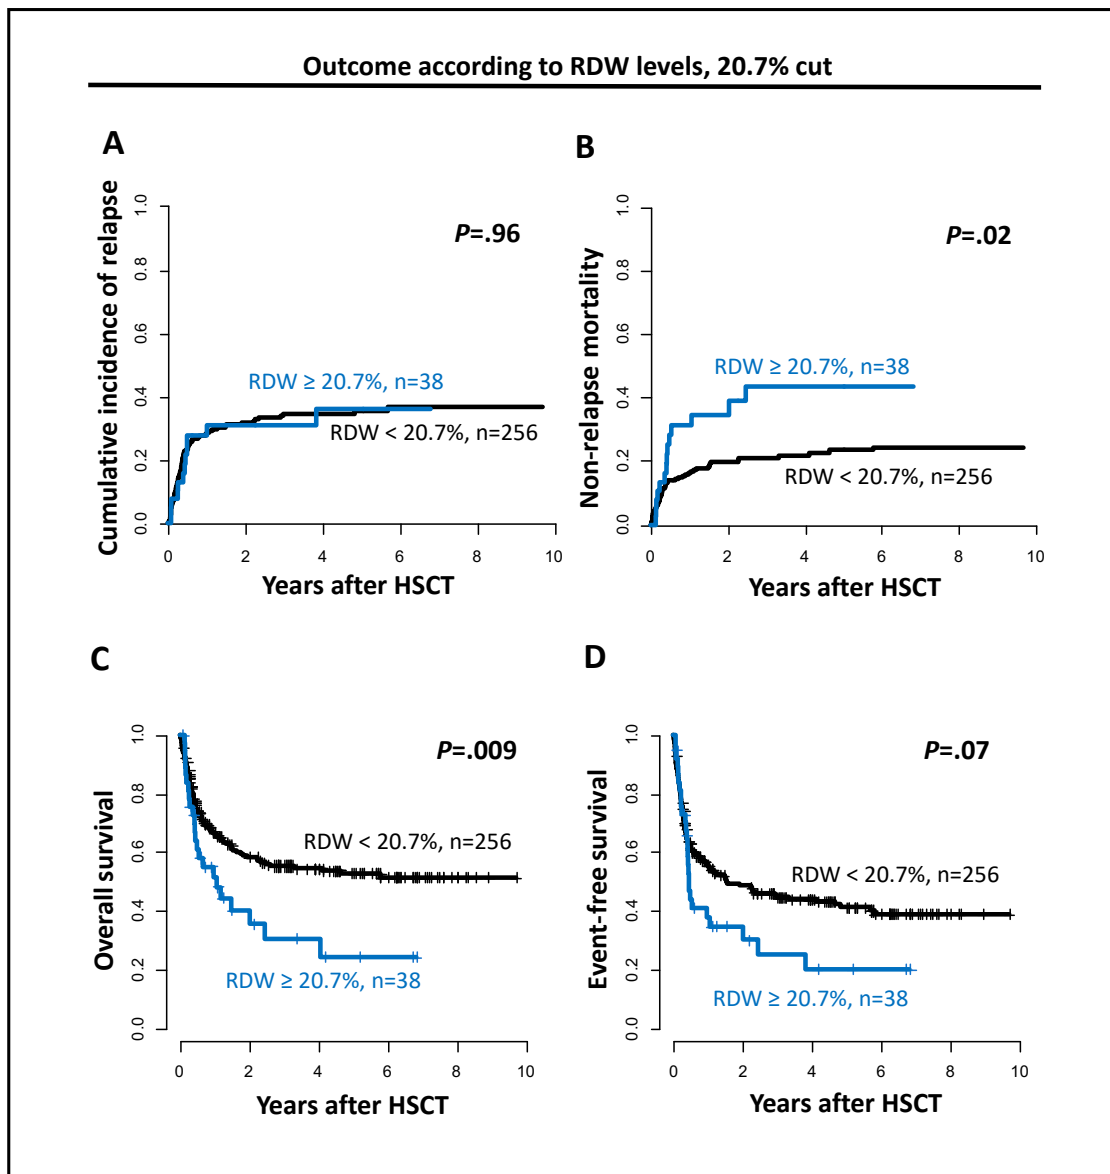 Outcome according to RDW levels, 20.7% cut
A
Cumulative incidence of relapse
1.0
0.8
0.6
0.4
0.2
0.0
P=.96
RDW ≥ 20.7%, n=38
RDW < 20.7%, n=256
0 2 4 6 8 10
Years after HSCT
B
Non-relapse mortality
1.0
0.8
0.6
0.4
0.2
0.0
P=.02
RDW ≥ 20.7%, n=38
RDW < 20.7%, n=256
0 2 4 6 8 10
Years after HSCT
C
Overall survival
1.0
0.8
0.6
0.4
0.2
0.0
P=.009
RDW < 20.7%, n=256
RDW ≥ 20.7%, n=38
0 2 4 6 8 10
Years after HSCT
D
Event-free survival
1.0
0.8
0.6
0.4
0.2
0.0
P=.07
RDW < 20.7%, n=256
RDW ≥ 20.7%, n=38
0 2 4 6 8 10
Years after HSCT